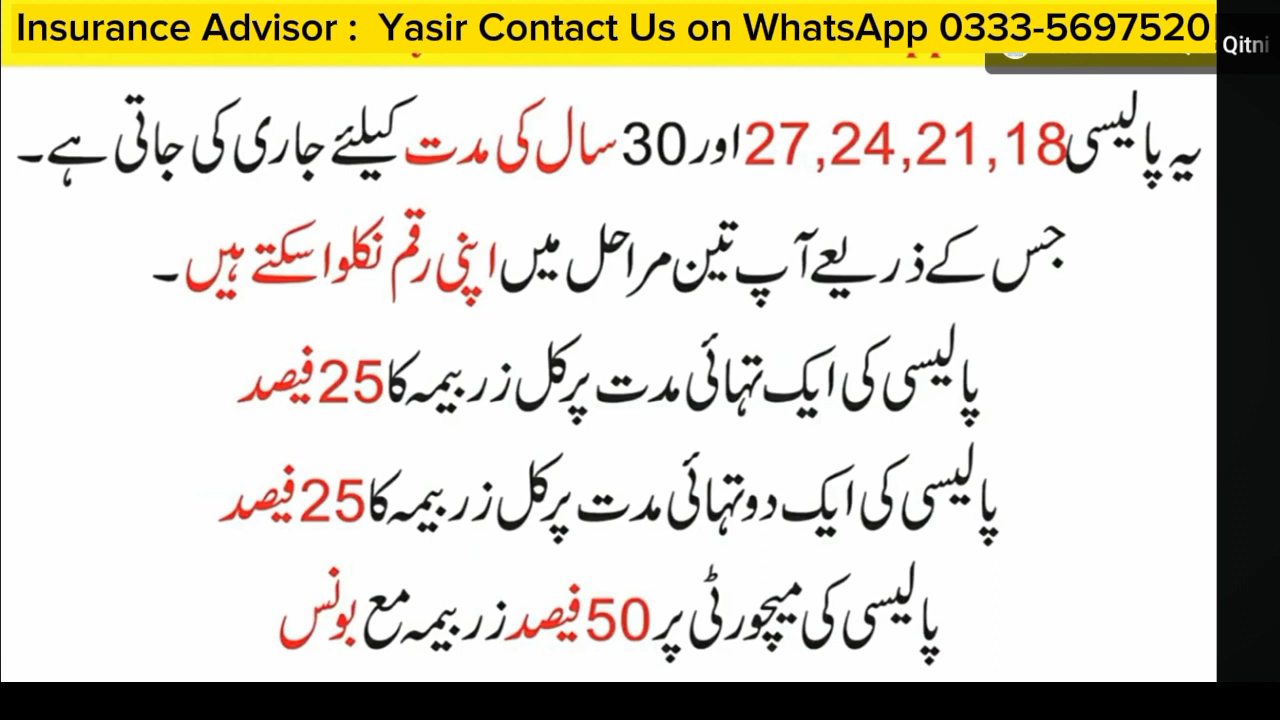 Insurance Advisor : Yasir Contact Us on WhatsApp 0333-5697520
Qitni
یہ پالیسی 18,21,24,27 اور 30 سال کی مدت کیلئے جاری کی جاتی ہے۔
جس کے ذریعے آپ تین مراحل میں اپنی رقم نکلوا سکتے ہیں۔
پالیسی کی ایک تہائی مدت پر کل زر بیمہ کا 25 فیصد
پالیسی کی ایک دو تہائی مدت پر کل زر بیمہ کا 25 فیصد
پالیسی کی میچورٹی پر 50 فیصد زر بیمہ مع بونس